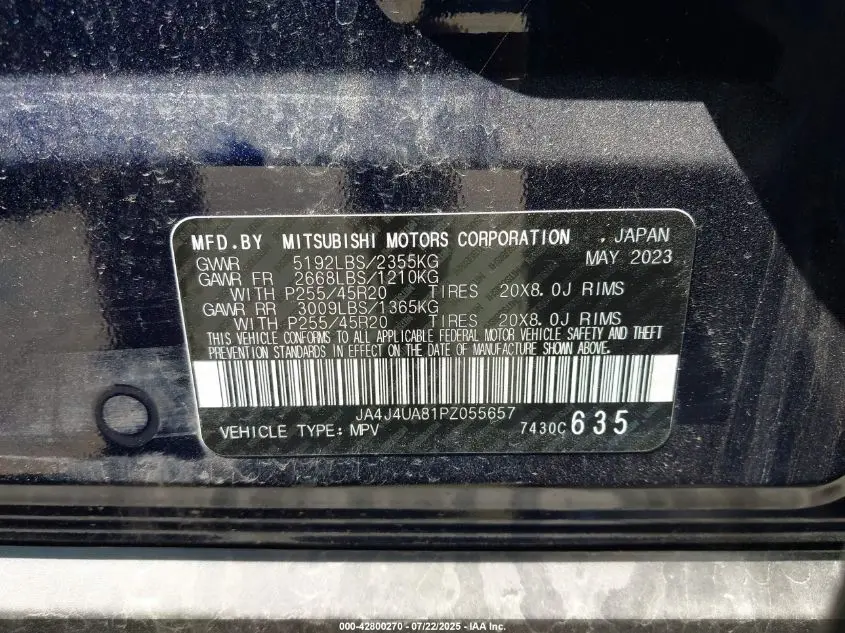 MFD.BY MITSUBISHI MOTORS CORPORATION , JAPAN
GVWR 5192LBS/2355KG MAY 2023
GAWR FR 2668LBS/1210KG
WITH P255/45R20 TIRES 20X8.0J RIMS
GAWR RR 3009LBS/1365KG
WITH P255/45R20 TIRES 20X8.0J RIMS
THIS VEHICLE CONFORMS TO ALL APPLICABLE FEDERAL MOTOR VEHICLE SAFETY AND THEFT
PREVENTION STANDARDS IN EFFECT ON THE DATE OF MANUFACTURE SHOWN ABOVE.
JA4J4UA81PZ055657
VEHICLE TYPE: MPV 7430C 635
000-42800270 - 07/22/2025 - IAA Inc.